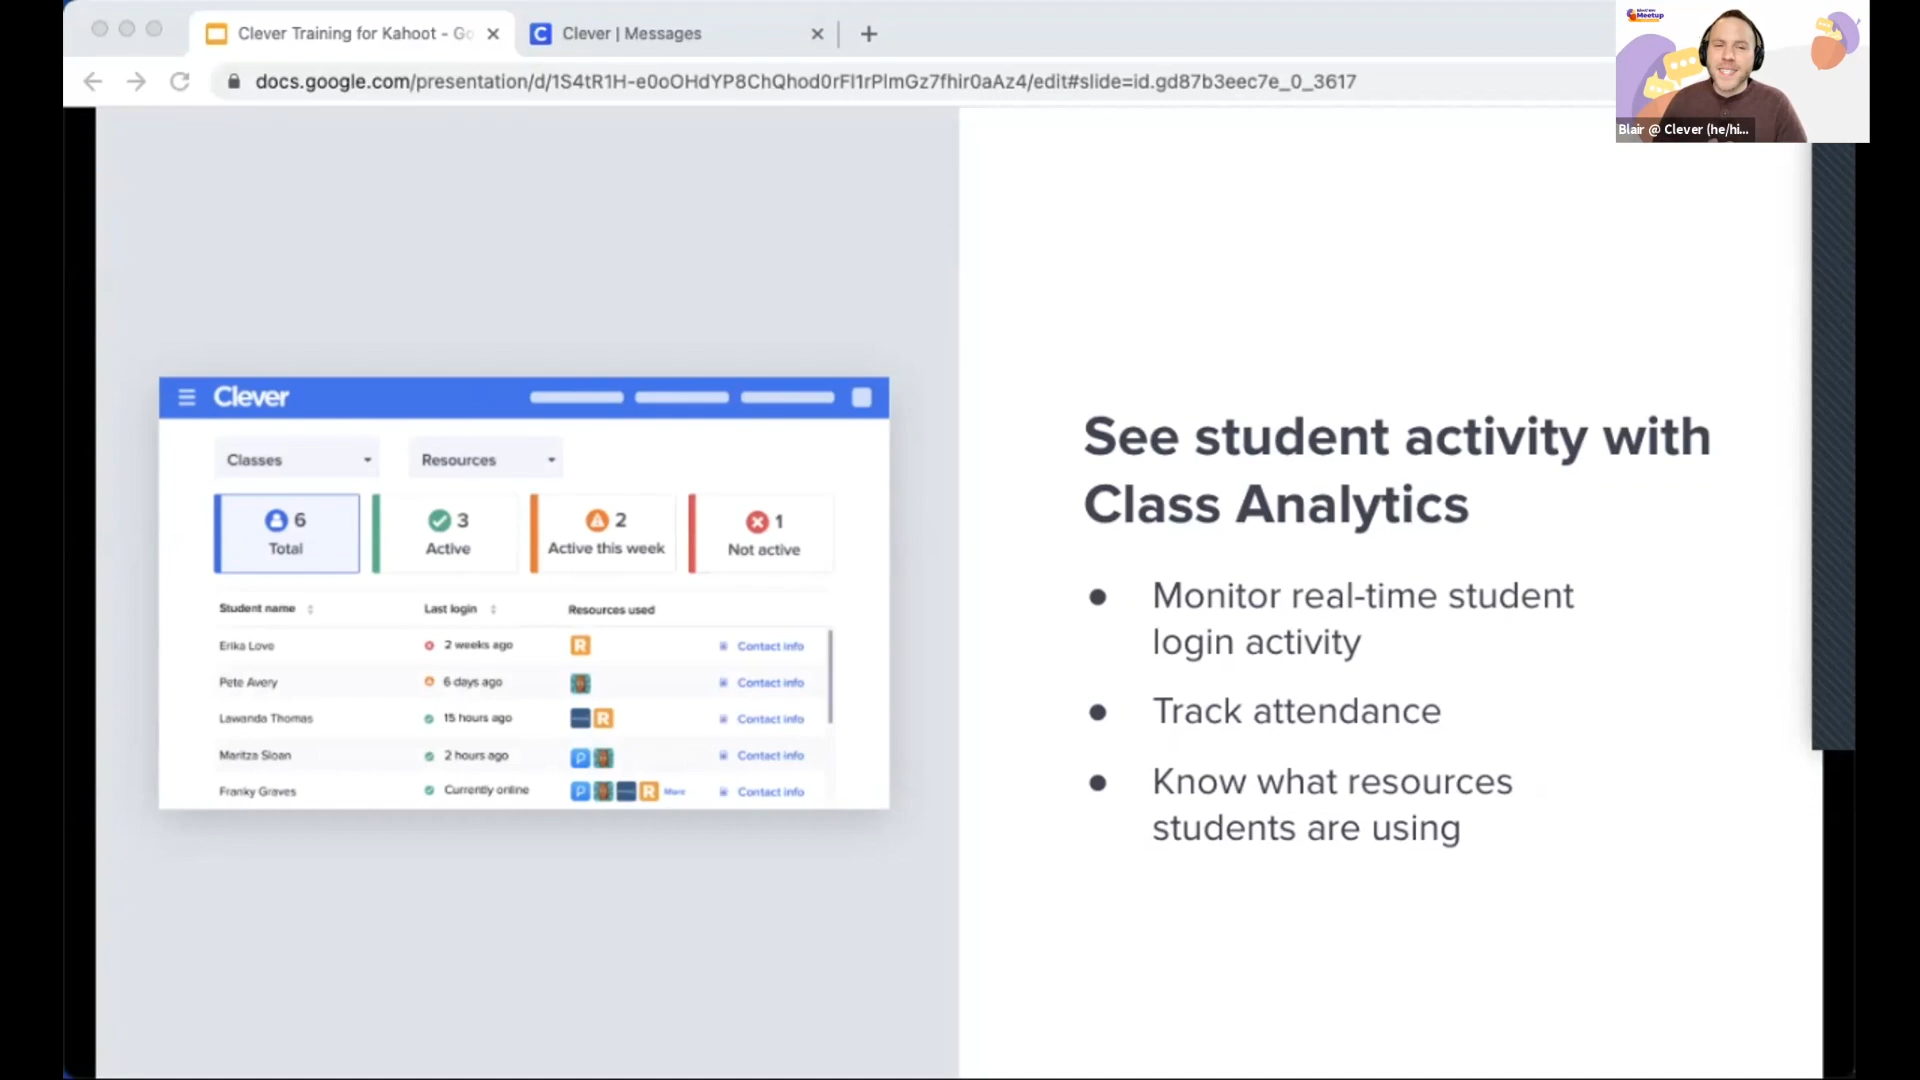 Clever Training for Kahoot - Go
Clever | Messages
docs.google.com/presentation/d/1S4tR1H-e0oOHdYP8ChQhod0rFl1rPlmGz7fhir0aAz4/edit#slide=id.gd87b3eec7e_0_3617
Meetup
Blair @ Clever (he/hi...
Clever
Classes
Resources
6
Total
3
Active
2
Active this week
1
Not active
Student name Last login Resources used
Erika Love 2 weeks ago R Contact info
Pete Avery 6 days ago Contact info
Lawanda Thomas 15 hours ago R Contact info
Maritza Sloan 2 hours ago P Contact info
Franky Graves Currently online P R More Contact info
See student activity with
Class Analytics
● Monitor real-time student
login activity
● Track attendance
● Know what resources
students are using